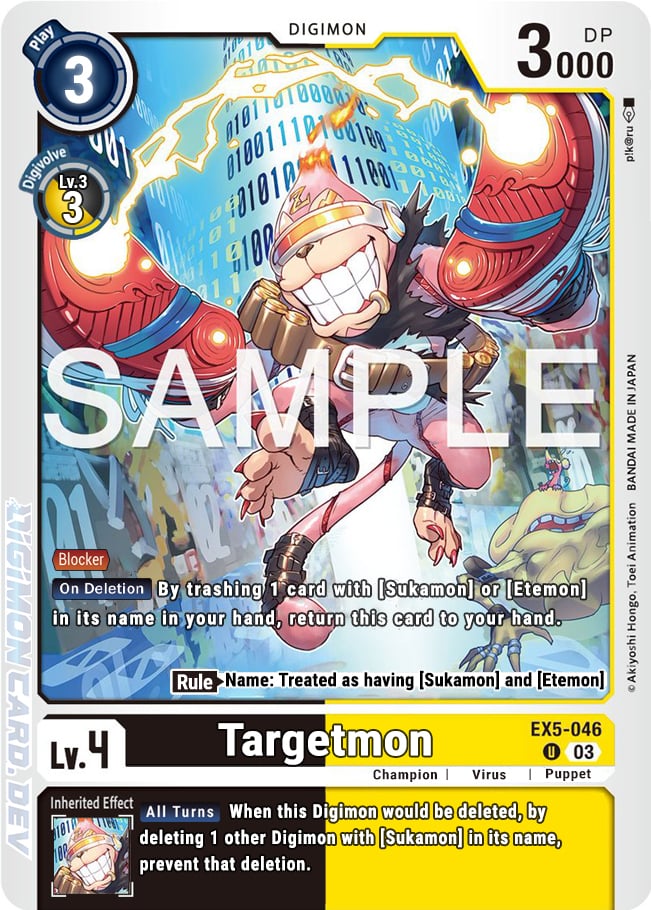 DIGIMON
Play
3
3000
DP
Digivolve
Lv.3
3
plk@ru
SAMPLE
BANDAI MADE IN JAPAN
© Akiyoshi Hongo, Toei Animation
DIGIMONCARD.DEV
Blocker
On Deletion By trashing 1 card with [Sukamon] or [Etemon]
in its name in your hand, return this card to your hand.
Rule Name: Treated as having [Sukamon] and [Etemon]
Lv.4
Targetmon
EX5-046
U 03
Champion | Virus | Puppet
Inherited Effect
All Turns When this Digimon would be deleted, by
deleting 1 other Digimon with [Sukamon] in its name,
prevent that deletion.